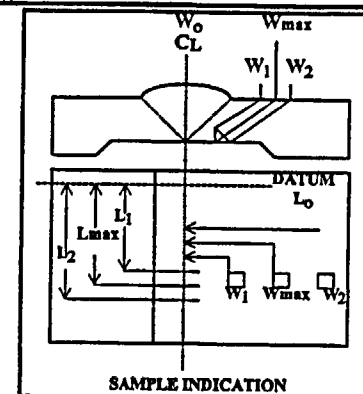 Wo
CL
Wmax
W1 W2
DATUM
Lo
L1
Lmax
L2
W1 Wmax W2
SAMPLE INDICATION